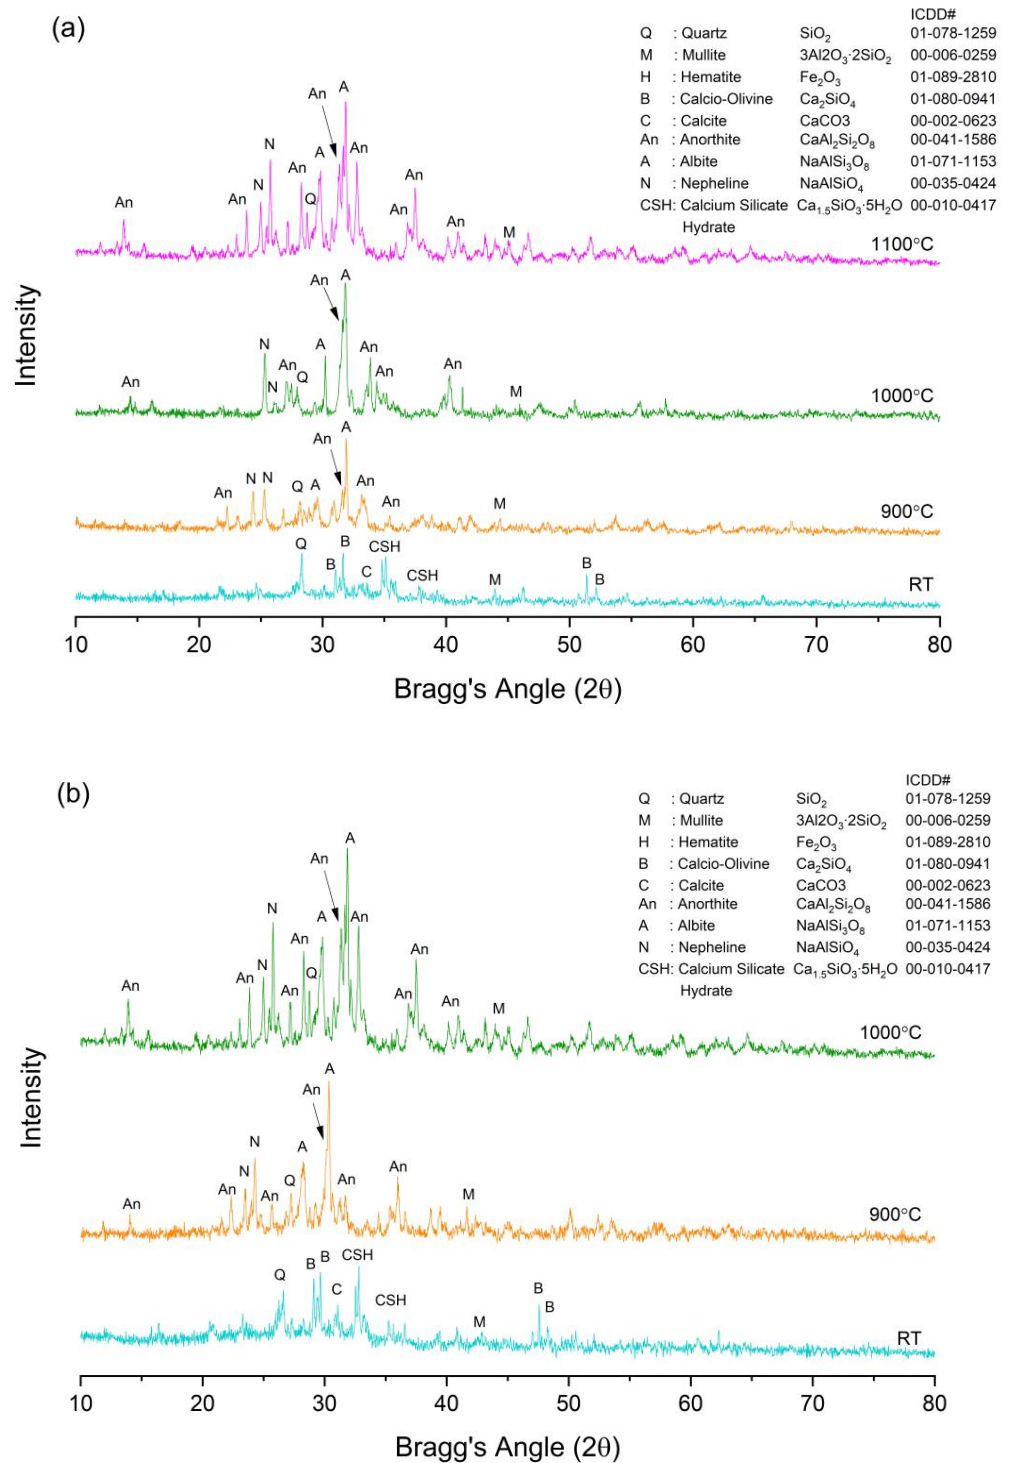 (a)
ICDD#
Q : Quartz SiO₂ 01-078-1259
M : Mullite 3Al2O₃·2SiO₂ 00-006-0259
H : Hematite Fe₂O₃ 01-089-2810
B : Calcio-Olivine Ca₂SiO₄ 01-080-0941
C : Calcite CaCO3 00-002-0623
An : Anorthite CaAl₂Si₂O₈ 00-041-1586
A : Albite NaAlSi₃O₈ 01-071-1153
N : Nepheline NaAlSiO₄ 00-035-0424
CSH: Calcium Silicate Ca₁.₅SiO₃·5H₂O 00-010-0417
Hydrate
An An N N An Q A An A An An An An M
1100°C
An N N An Q A An A An An An M
1000°C
An N N Q A An A An An M
900°C
Q B B C CSH CSH M B B
RT
Intensity
10 20 30 40 50 60 70 80
Bragg's Angle (2θ)
(b)
ICDD#
Q : Quartz SiO₂ 01-078-1259
M : Mullite 3Al2O₃·2SiO₂ 00-006-0259
H : Hematite Fe₂O₃ 01-089-2810
B : Calcio-Olivine Ca₂SiO₄ 01-080-0941
C : Calcite CaCO3 00-002-0623
An : Anorthite CaAl₂Si₂O₈ 00-041-1586
A : Albite NaAlSi₃O₈ 01-071-1153
N : Nepheline NaAlSiO₄ 00-035-0424
CSH: Calcium Silicate Ca₁.₅SiO₃·5H₂O 00-010-0417
Hydrate
An An N N An An Q A An A An An An An M
1000°C
An An N N An Q A An A An An M
900°C
Q B B C CSH CSH M B B
RT
Intensity
10 20 30 40 50 60 70 80
Bragg's Angle (2θ)